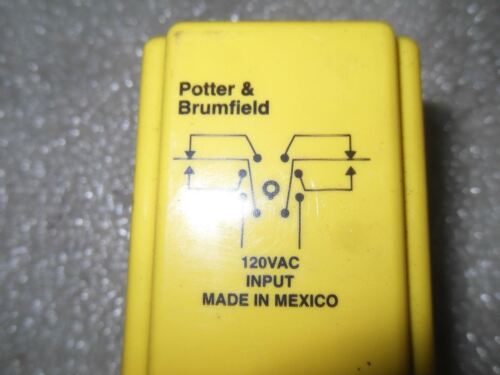 Potter &
Brumfield
120VAC
INPUT
MADE IN MEXICO